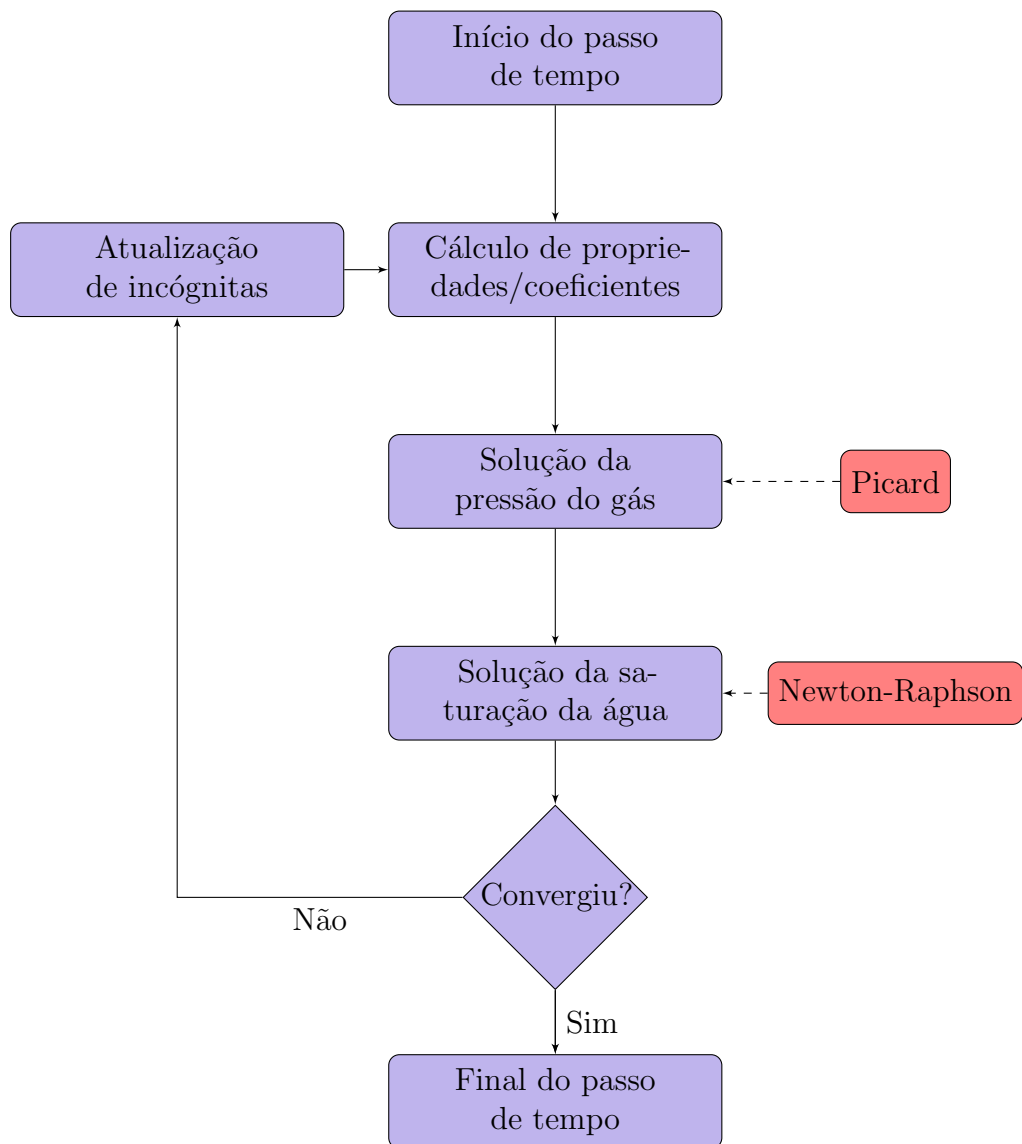 Início do passo
de tempo
Atualização
de incógnitas
Cálculo de proprie-
dades/coeficientes
Solução da
pressão do gás
Picard
Solução da sa-
turação da água
Newton-Raphson
Convergiu?
Não
Sim
Final do passo
de tempo